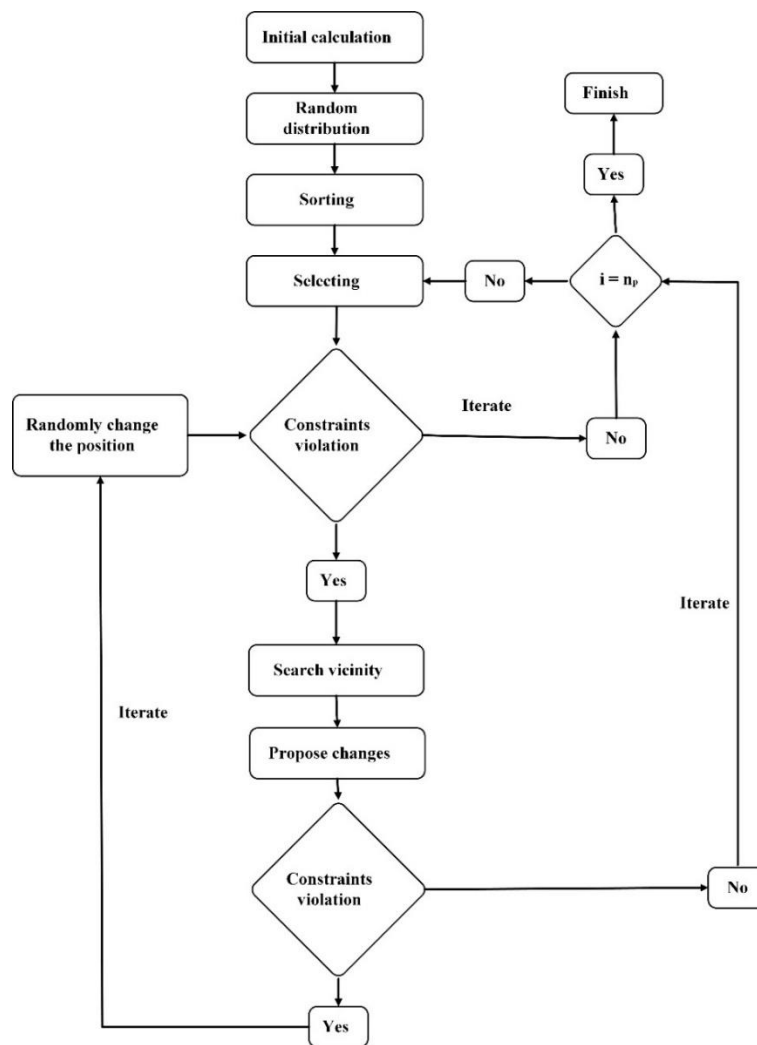 Initial calculation
Random
distribution
Sorting
Selecting
Finish
Yes
i = nₚ
No
Randomly change
the position
Constraints
violation
Iterate
No
Yes
Search vicinity
Propose changes
Iterate
Iterate
Constraints
violation
No
Yes